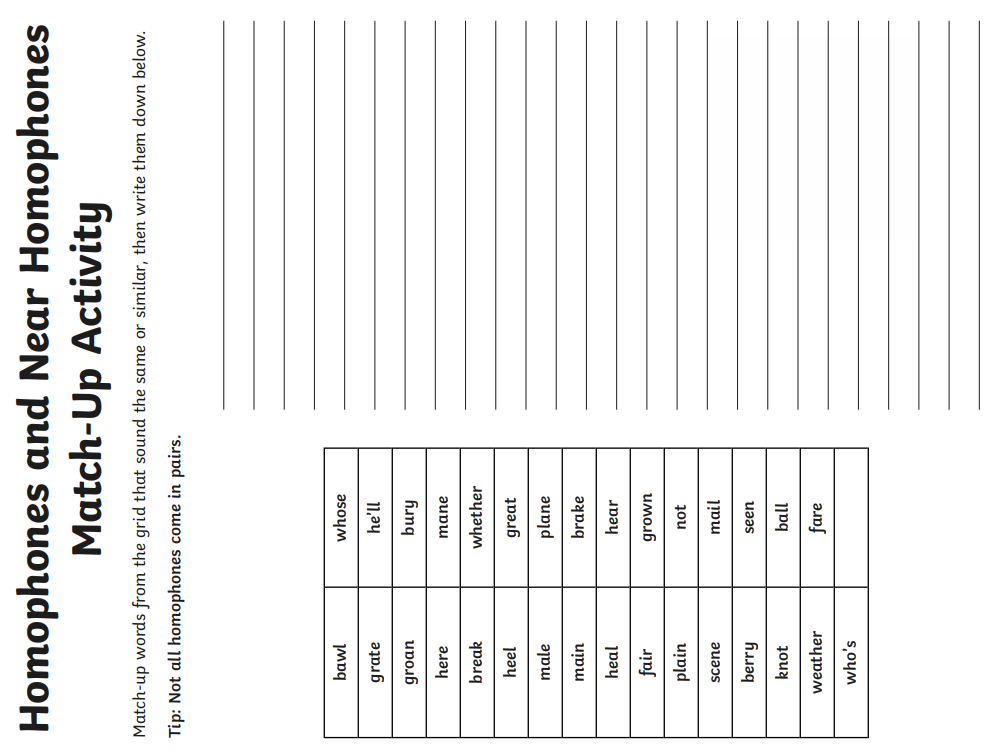 Homophones and Near Homophones
Match-Up Activity
Match-up words from the grid that sound the same or similar, then write them down below.
Tip: Not all homophones come in pairs.
bawl whose
grate he'll
groan bury
here mane
break whether
heel great
male plane
main brake
heal hear
fair grown
plain not
scene mail
berry seen
knot ball
weather fare
who's